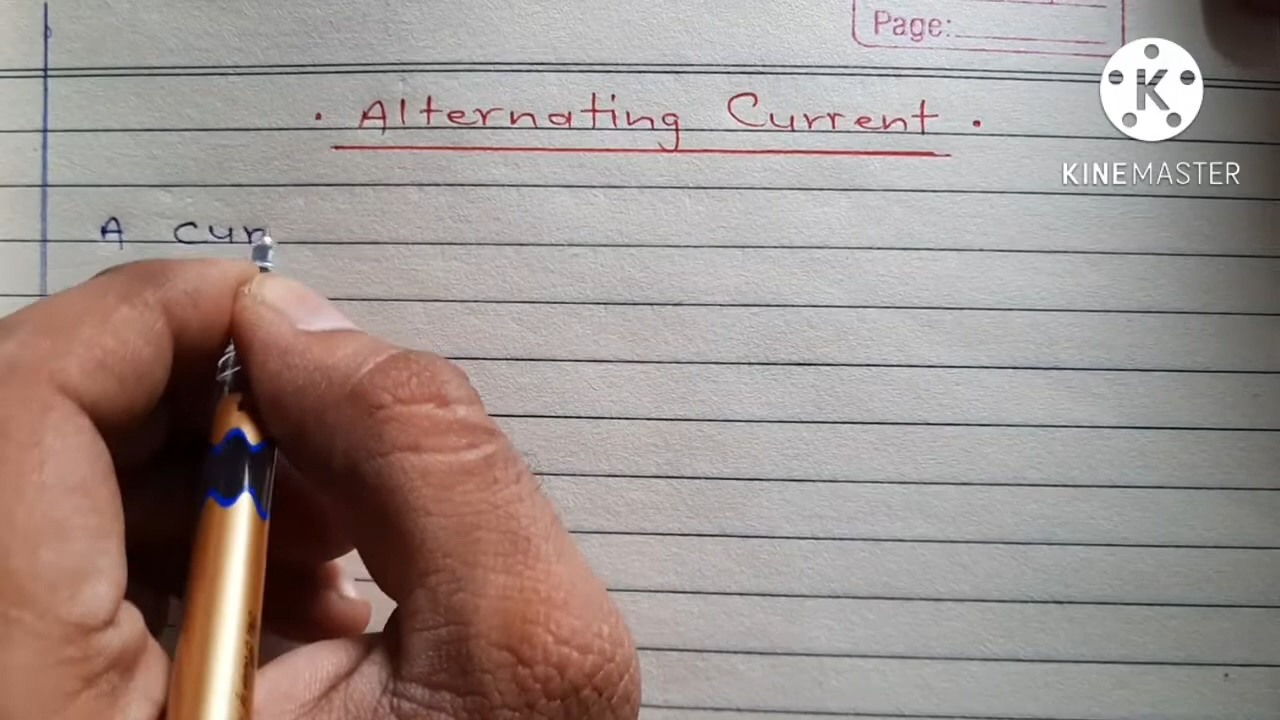 Page:
. Alternating Current .
K
KINEMASTER
A cur